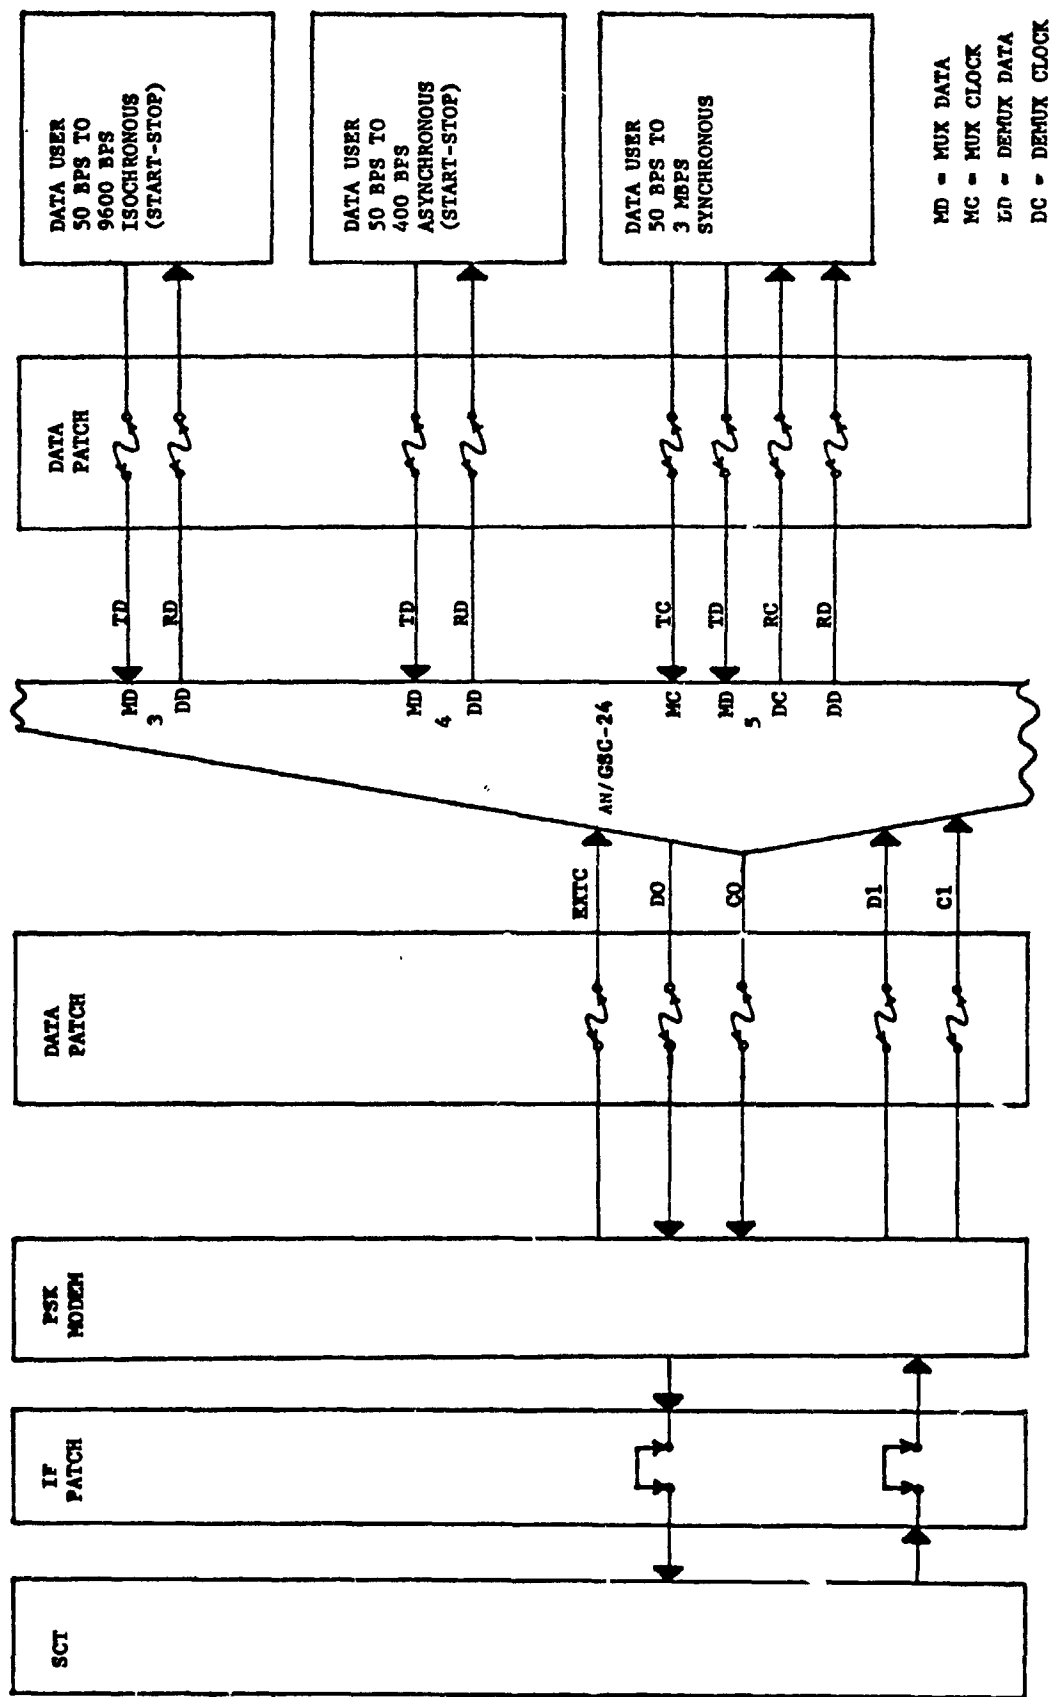 SCT
IF
PATCH
PSK
MODEM
DATA
PATCH
EXTC
DO
CO
D1
C1
AN/GSC-24
MD
3
DD
MD
4
DD
MC
MD
5
DC
DD
TD
RD
TD
RD
TC
TD
RC
RD
DATA
PATCH
DATA USER
50 BPS TO
9600 BPS
ISOCHRONOUS
(START-STOP)
DATA USER
50 BPS TO
400 BPS
ASYNCHRONOUS
(START-STOP)
DATA USER
50 BPS TO
3 MBPS
SYNCHRONOUS
MD = MUX DATA
MC = MUX CLOCK
DD = DEMUX DATA
DC = DEMUX CLOCK